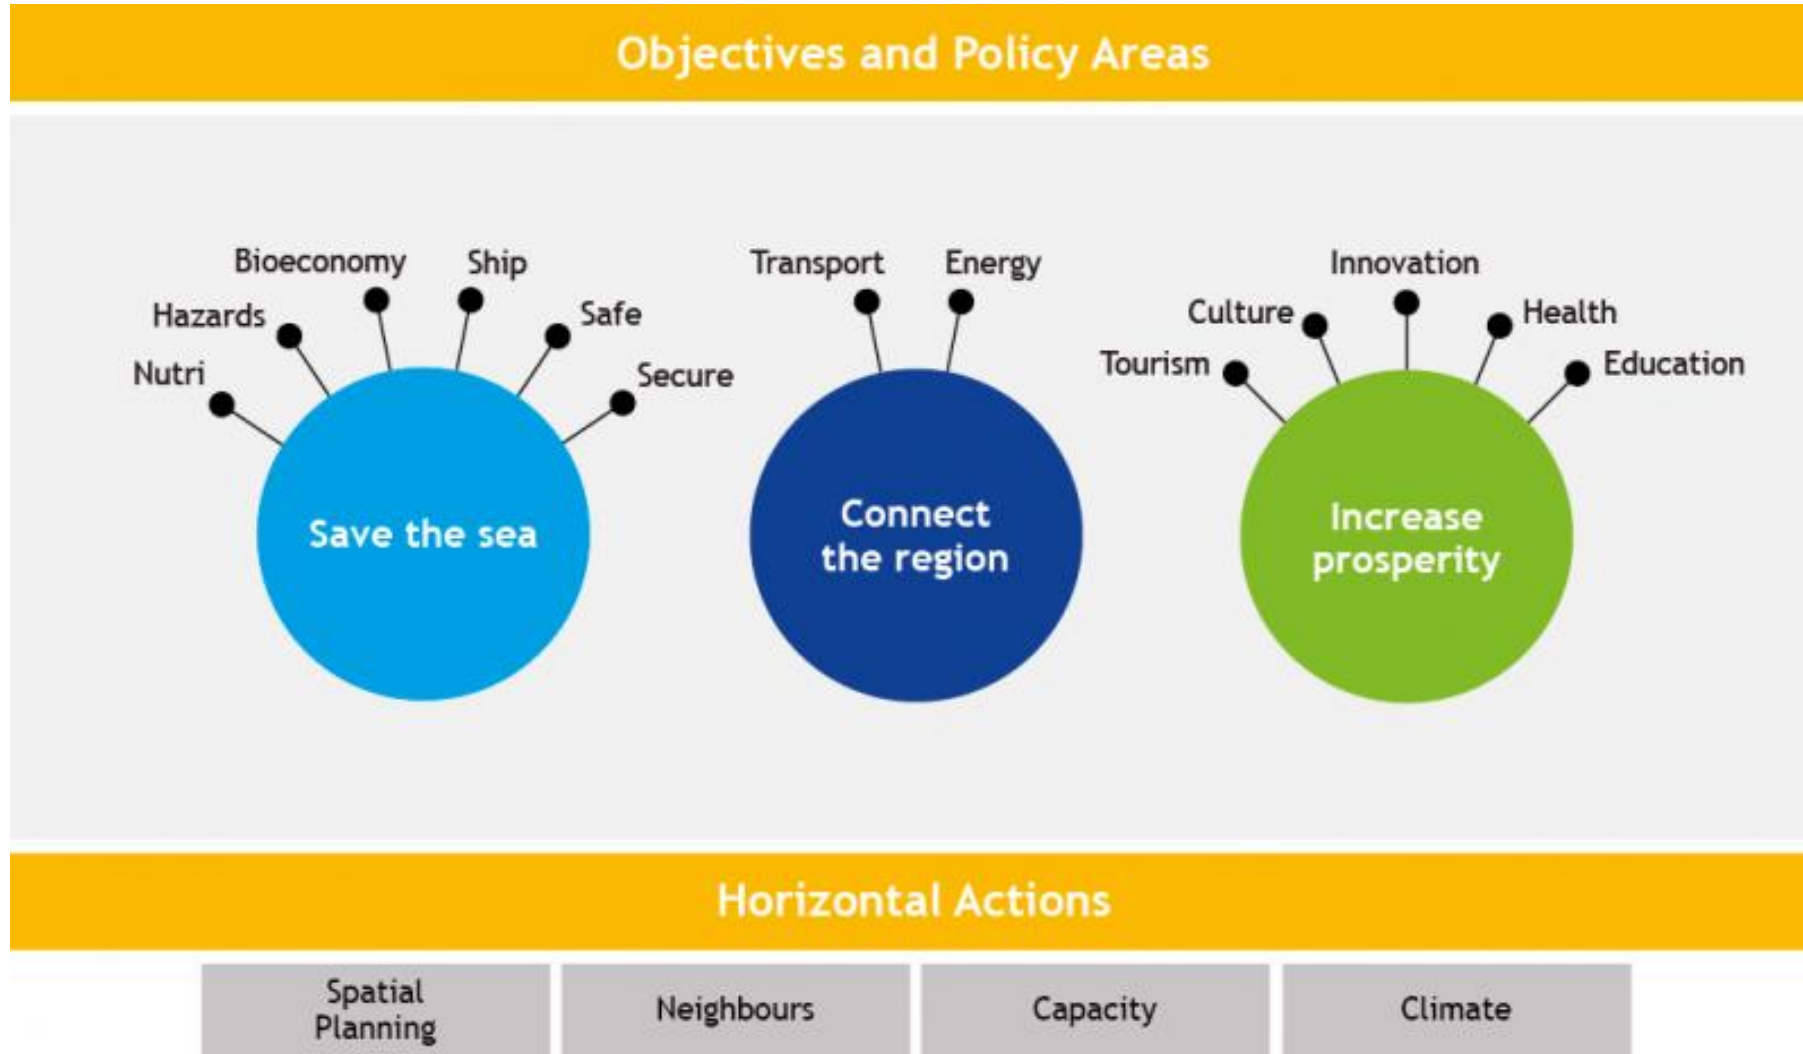 Objectives and Policy Areas
Bioeconomy
Ship
Hazards
Safe
Nutri
Secure
Save the sea
Transport
Energy
Connect
the region
Innovation
Culture
Health
Tourism
Education
Increase
prosperity
Horizontal Actions
Spatial
Planning
Neighbours
Capacity
Climate